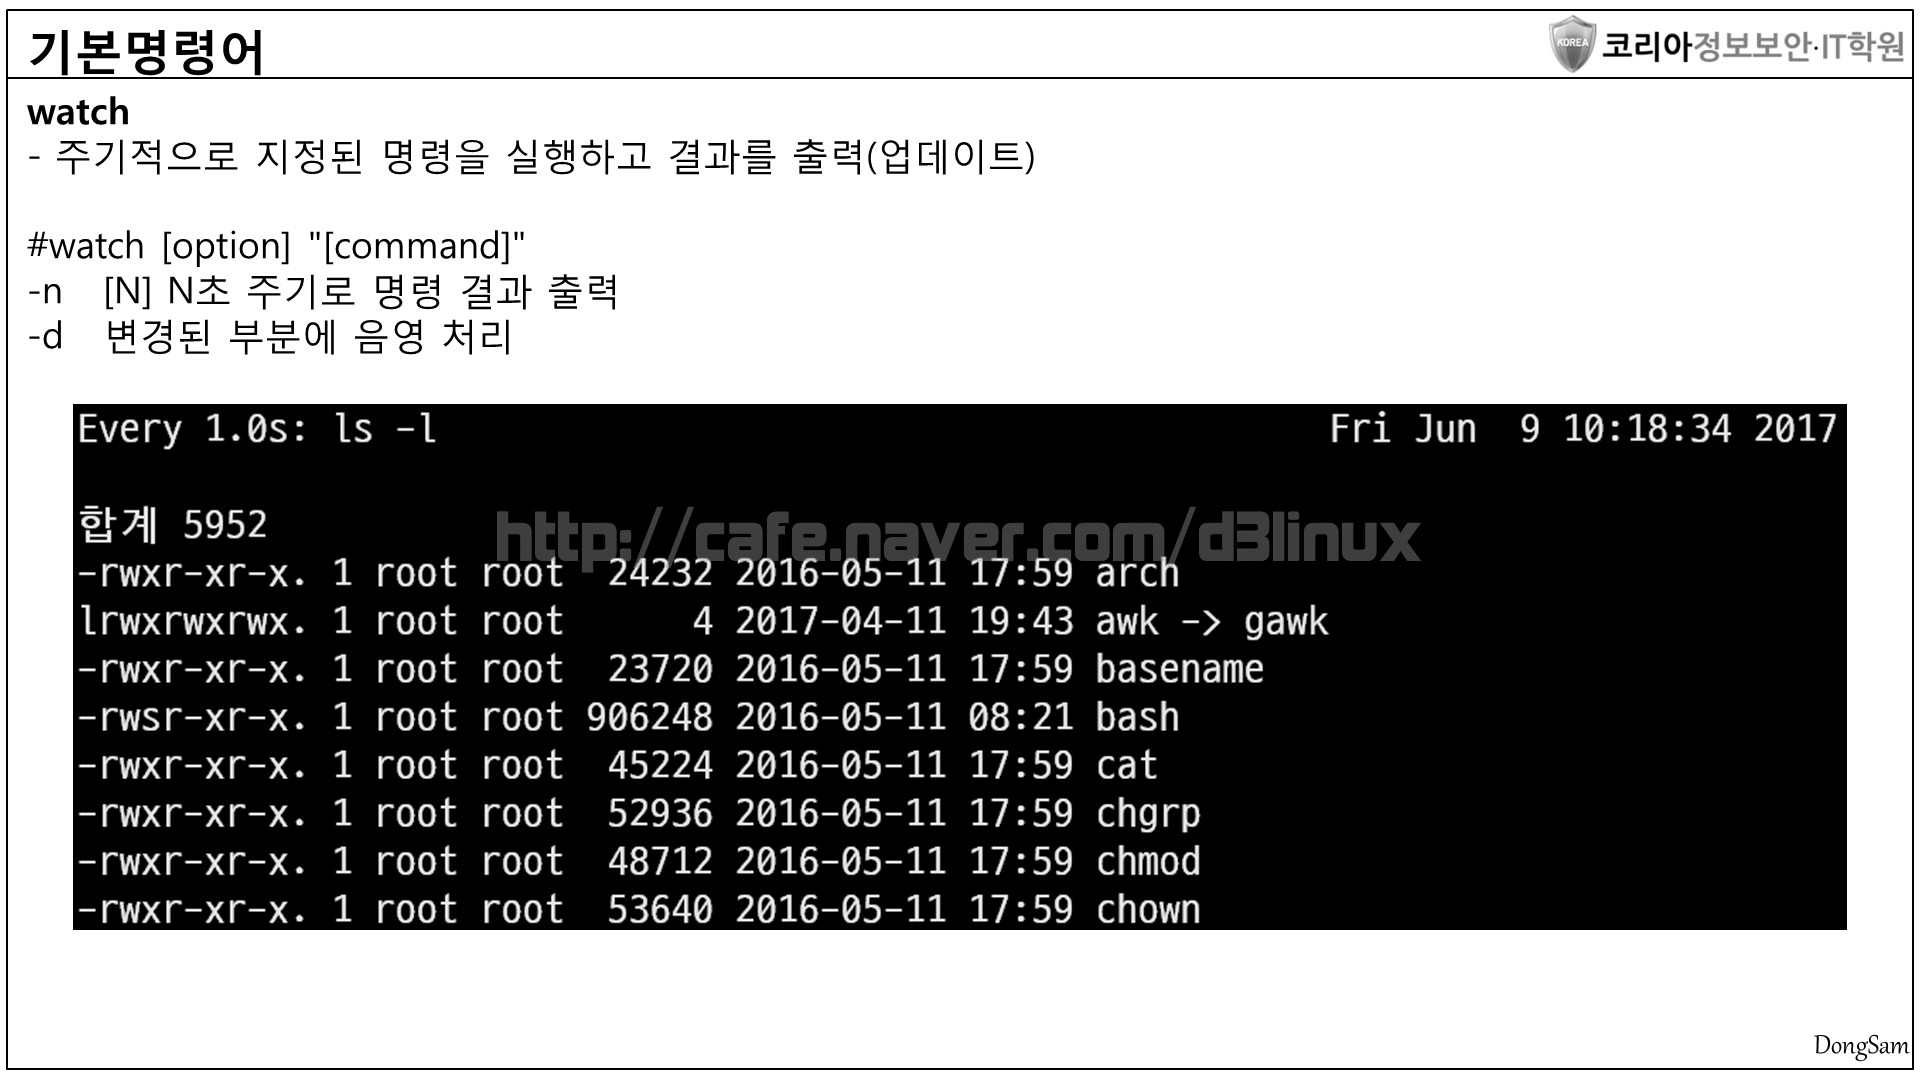 기본명령어
KOREA 코리아정보보안·IT학원
watch
- 주기적으로 지정된 명령을 실행하고 결과를 출력(업데이트)
#watch [option] "[command]"
-n [N] N초 주기로 명령 결과 출력
-d 변경된 부분에 음영 처리
Every 1.0s: ls -l Fri Jun  9 10:18:34 2017
합계 5952
http://cafe.naver.com/d3linux
-rwxr-xr-x. 1 root root  24232 2016-05-11 17:59 arch
lrwxrwxrwx. 1 root root      4 2017-04-11 19:43 awk -> gawk
-rwxr-xr-x. 1 root root  23720 2016-05-11 17:59 basename
-rwsr-xr-x. 1 root root 906248 2016-05-11 08:21 bash
-rwxr-xr-x. 1 root root  45224 2016-05-11 17:59 cat
-rwxr-xr-x. 1 root root  52936 2016-05-11 17:59 chgrp
-rwxr-xr-x. 1 root root  48712 2016-05-11 17:59 chmod
-rwxr-xr-x. 1 root root  53640 2016-05-11 17:59 chown
DongSam